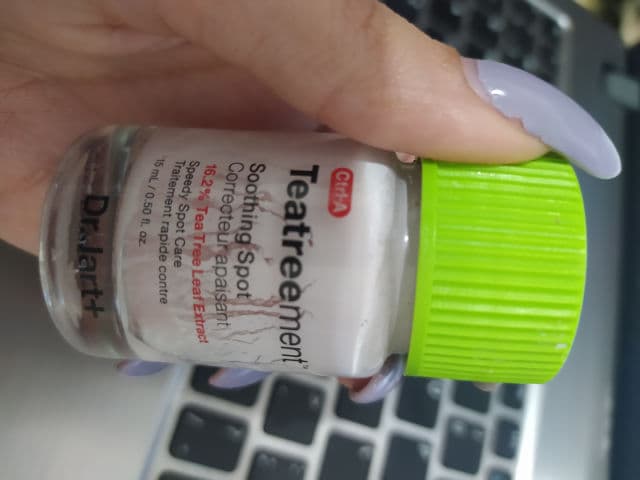 Ctrl·A
Teatreement™
Soothing Spot
Correcteur apaisant
16.2% Tea Tree Leaf Extract
Speedy Spot Care
Traitement rapide contre
15 mL / 0.50 fl. oz.
Dr.Jart+